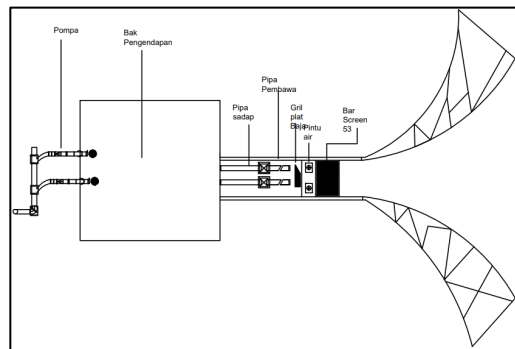 Pompa
Bak
Pengendapan
Pipa
Pembawa
Pipa
sadap
Gril
plat
Baja
Pintu
air
Bar
Screen
53